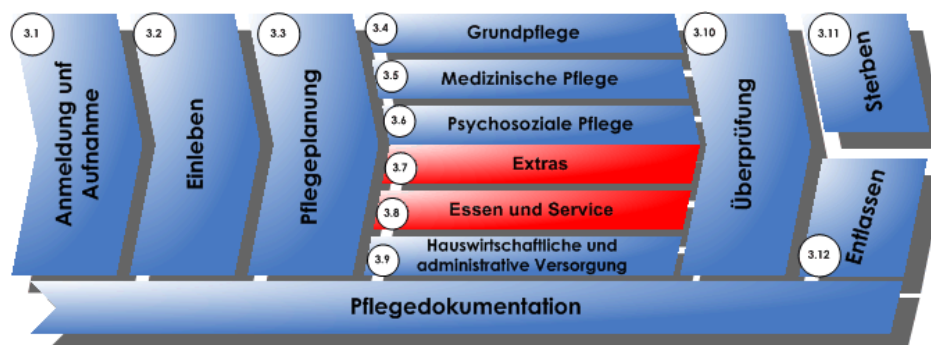 3.1
Anmeldung unf
Aufnahme
3.2
Einleben
3.3
Pflegeplanung
3.4
Grundpflege
3.5
Medizinische Pflege
3.6
Psychosoziale Pflege
3.7
Extras
3.8
Essen und Service
3.9
Hauswirtschaftliche und
administrative Versorgung
3.10
Überprüfung
3.11
Sterben
3.12
Entlassen
Pflegedokumentation